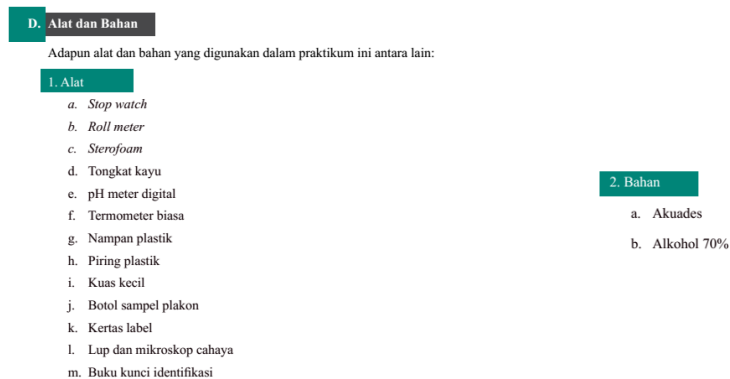 D. Alat dan Bahan
Adapun alat dan bahan yang digunakan dalam praktikum ini antara lain:
1. Alat
a. Stop watch
b. Roll meter
c. Sterofoam
d. Tongkat kayu
e. pH meter digital
f. Termometer biasa
g. Nampan plastik
h. Piring plastik
i. Kuas kecil
j. Botol sampel plakon
k. Kertas label
l. Lup dan mikroskop cahaya
m. Buku kunci identifikasi
2. Bahan
a. Akuades
b. Alkohol 70%